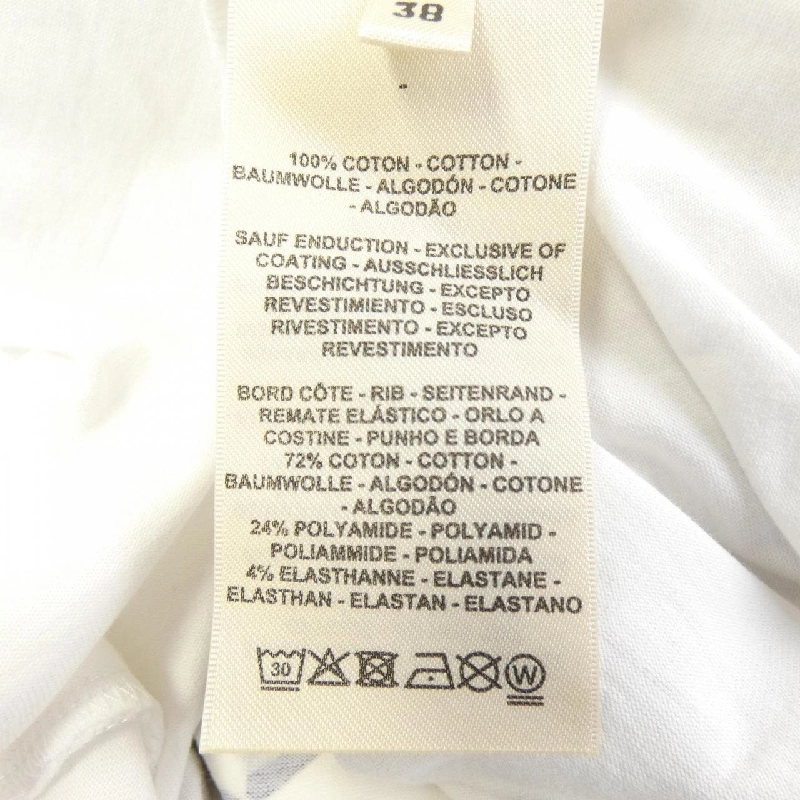 38
100% COTON - COTTON -
BAUMWOLLE - ALGODÓN - COTONE
- ALGODÃO
SAUF ENDUCTION - EXCLUSIVE OF
COATING - AUSSCHLIESSLICH
BESCHICHTUNG - EXCEPTO
REVESTIMIENTO - ESCLUSO
RIVESTIMENTO - EXCEPTO
REVESTIMENTO
BORD CÔTE - RIB - SEITENRAND -
REMATE ELÁSTICO - ORLO A
COSTINE - PUNHO E BORDA
72% COTON - COTTON -
BAUMWOLLE - ALGODÓN - COTONE
- ALGODÃO
24% POLYAMIDE - POLYAMID -
POLIAMMIDE - POLIAMIDA
4% ELASTHANNE - ELASTANE -
ELASTHAN - ELASTAN - ELASTANO
30 W